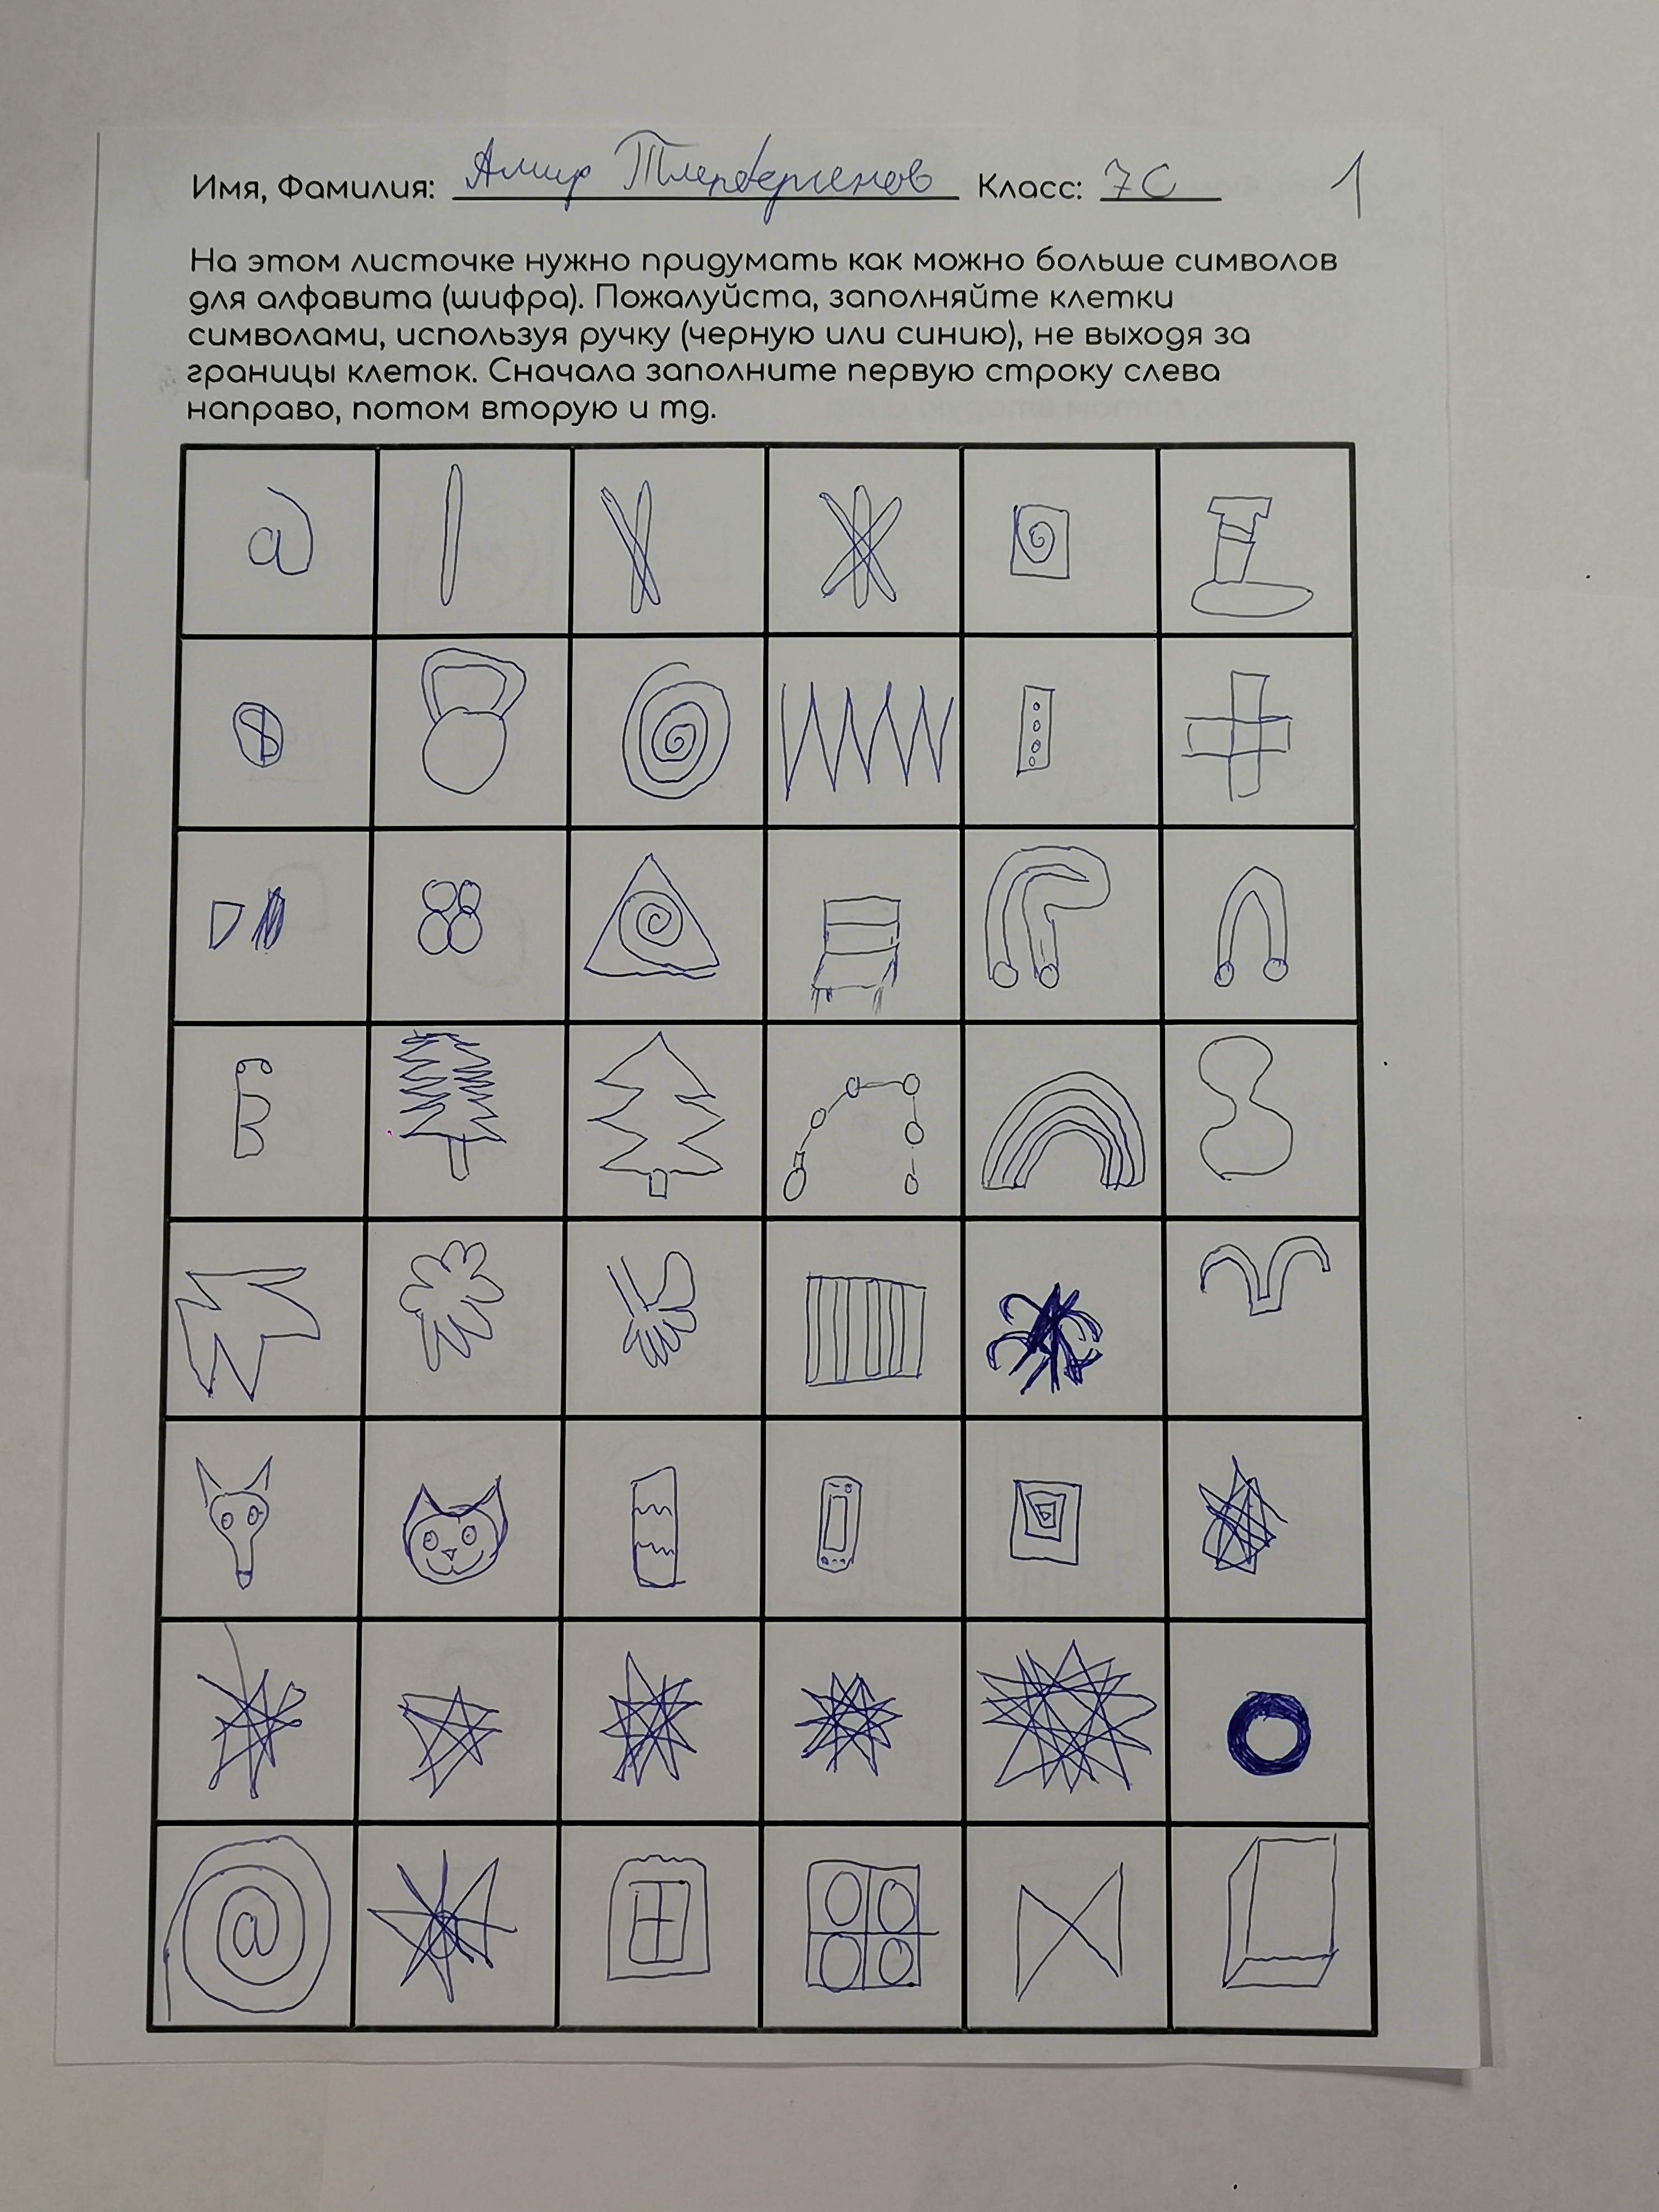 Имя, Фамилия: Амир Тлепбергенов Класс: 7С 1
На этом листочке нужно придумать как можно больше символов
для алфавита (шифра). Пожалуйста, заполняйте клетки
символами, используя ручку (черную или синию), не выходя за
границы клеток. Сначала заполните первую строку слева
направо, потом вторую и тд.